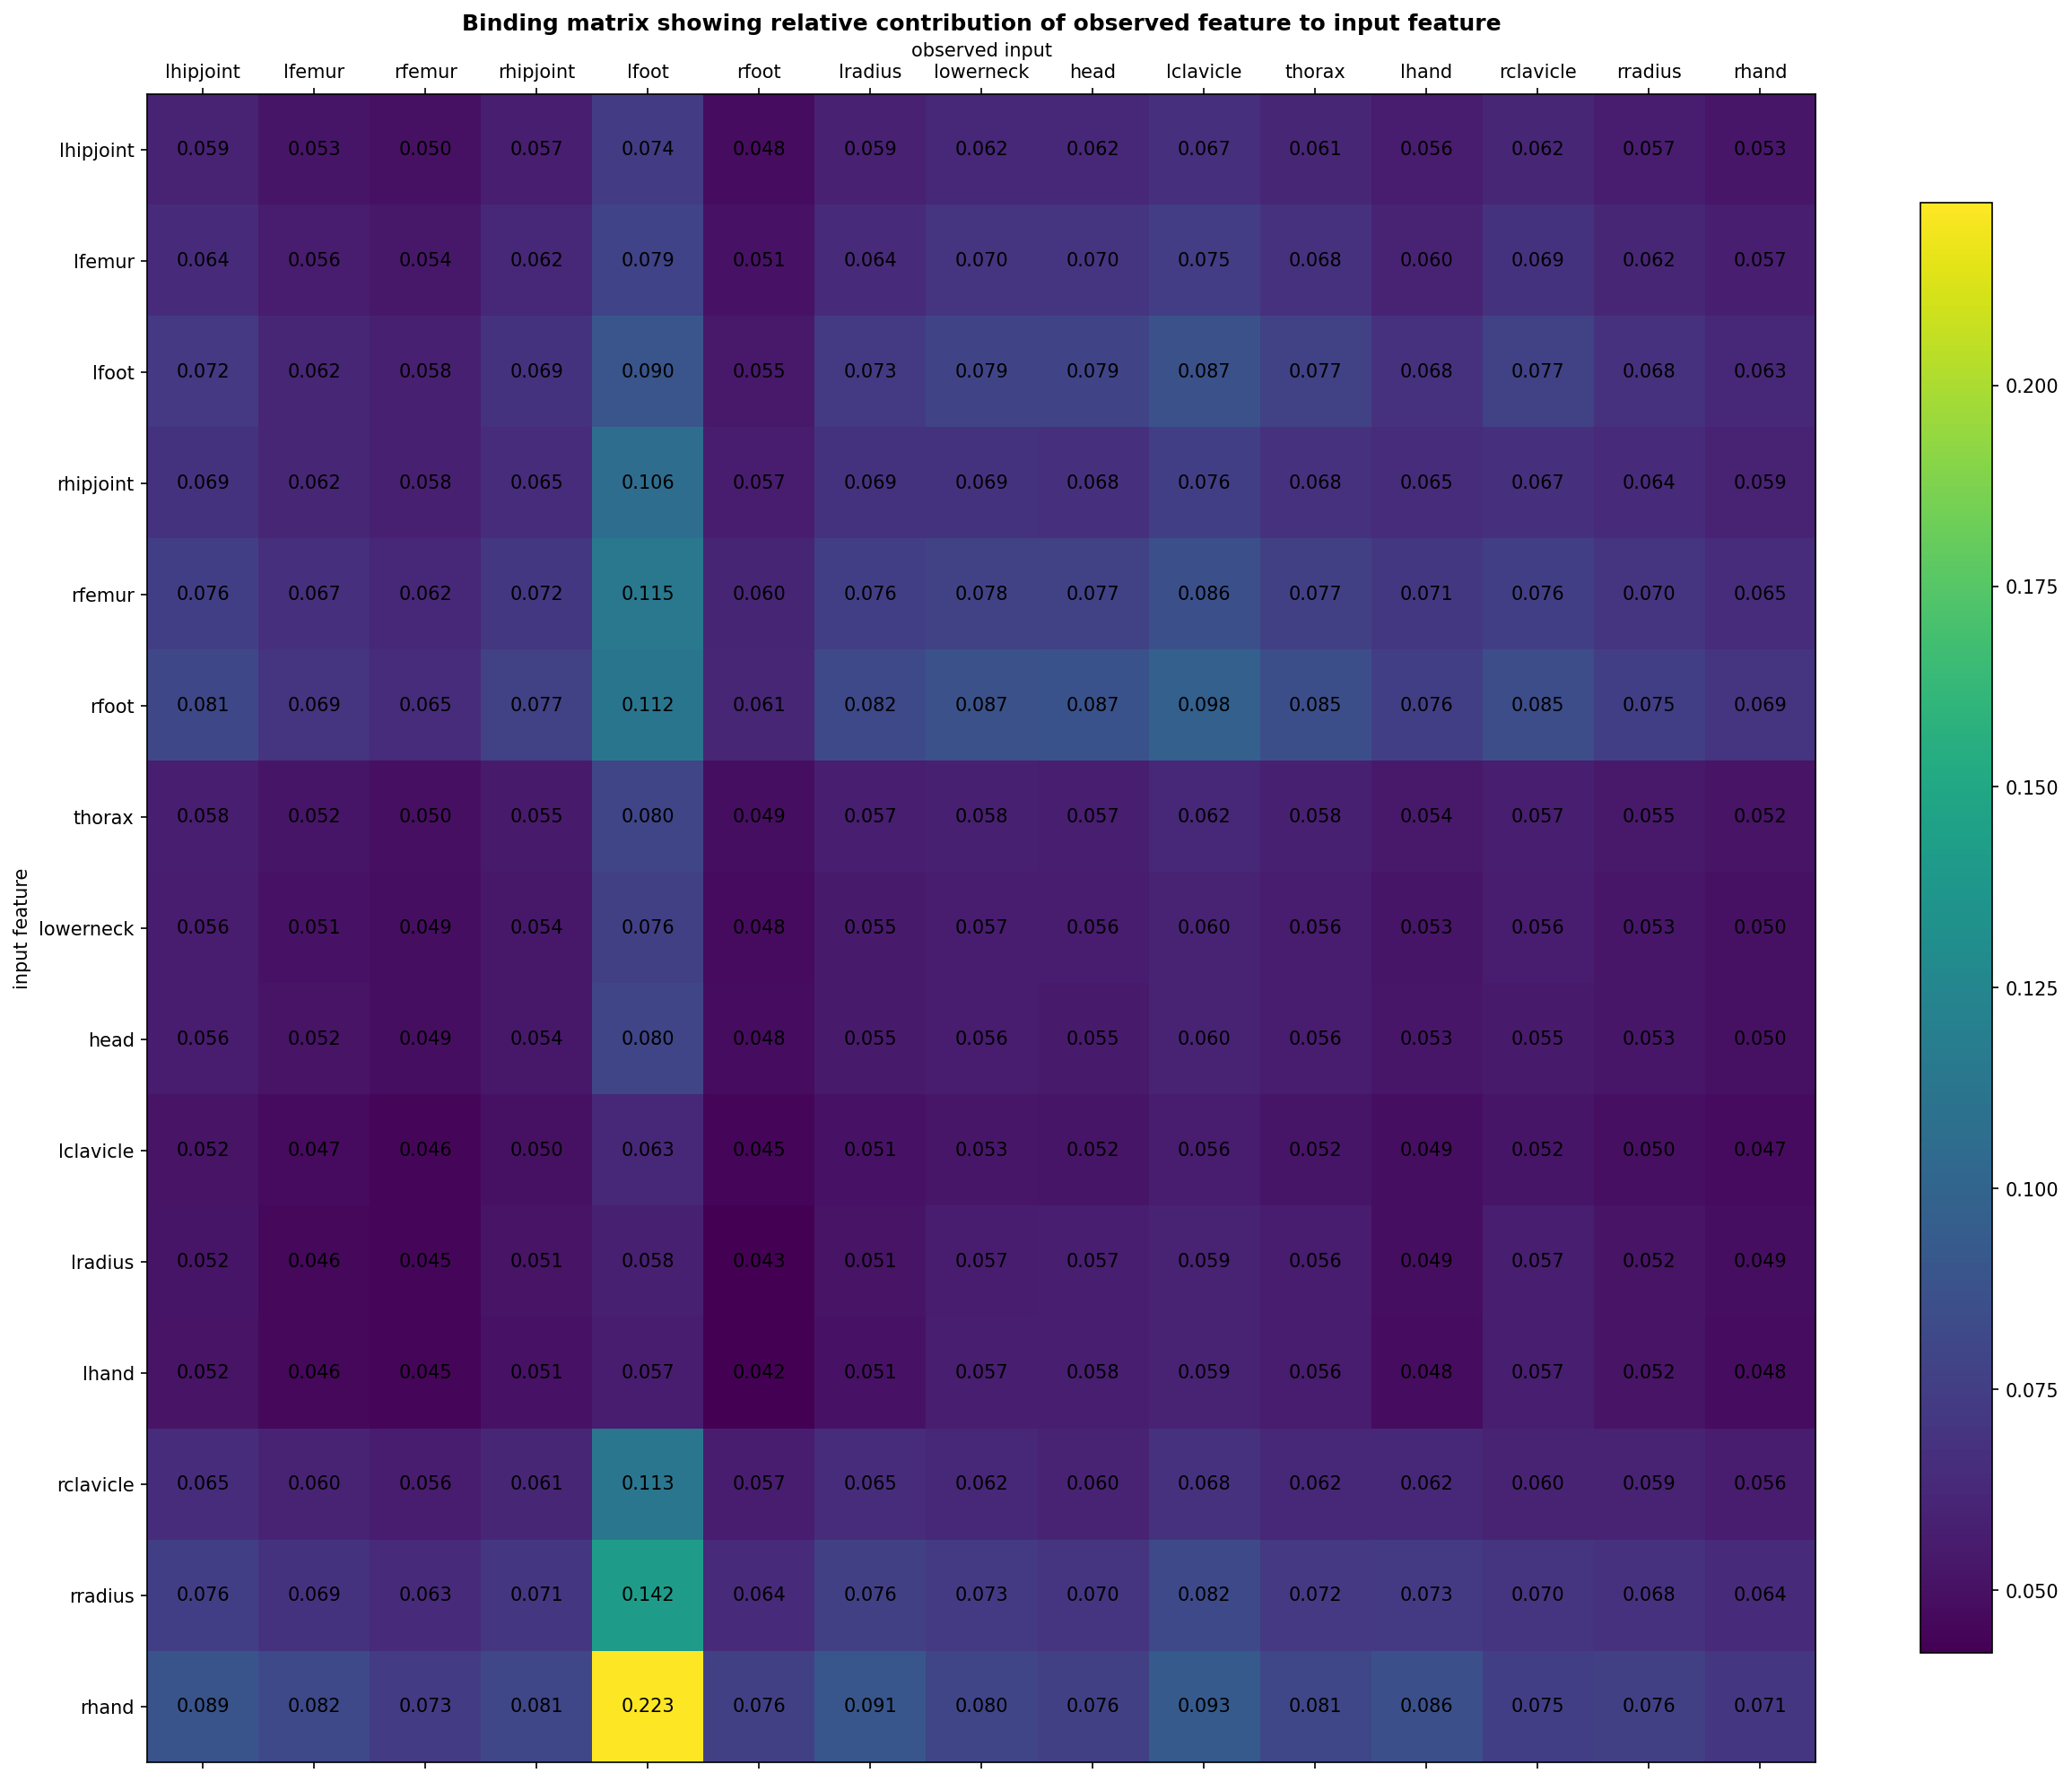 Binding matrix showing relative contribution of observed feature to input feature
observed input
lhipjoint lfemur rfemur rhipjoint lfoot rfoot lradius lowerneck head lclavicle thorax lhand rclavicle rradius rhand
lhipjoint 0.059 0.053 0.050 0.057 0.074 0.048 0.059 0.062 0.062 0.067 0.061 0.056 0.062 0.057 0.053
lfemur 0.064 0.056 0.054 0.062 0.079 0.051 0.064 0.070 0.070 0.075 0.068 0.060 0.069 0.062 0.057
lfoot 0.072 0.062 0.058 0.069 0.090 0.055 0.073 0.079 0.079 0.087 0.077 0.068 0.077 0.068 0.063
rhipjoint 0.069 0.062 0.058 0.065 0.106 0.057 0.069 0.069 0.068 0.076 0.068 0.065 0.067 0.064 0.059
rfemur 0.076 0.067 0.062 0.072 0.115 0.060 0.076 0.078 0.077 0.086 0.077 0.071 0.076 0.070 0.065
rfoot 0.081 0.069 0.065 0.077 0.112 0.061 0.082 0.087 0.087 0.098 0.085 0.076 0.085 0.075 0.069
thorax 0.058 0.052 0.050 0.055 0.080 0.049 0.057 0.058 0.057 0.062 0.058 0.054 0.057 0.055 0.052
lowerneck 0.056 0.051 0.049 0.054 0.076 0.048 0.055 0.057 0.056 0.060 0.056 0.053 0.056 0.053 0.050
head 0.056 0.052 0.049 0.054 0.080 0.048 0.055 0.056 0.055 0.060 0.056 0.053 0.055 0.053 0.050
lclavicle 0.052 0.047 0.046 0.050 0.063 0.045 0.051 0.053 0.052 0.056 0.052 0.049 0.052 0.050 0.047
lradius 0.052 0.046 0.045 0.051 0.058 0.043 0.051 0.057 0.057 0.059 0.056 0.049 0.057 0.052 0.049
lhand 0.052 0.046 0.045 0.051 0.057 0.042 0.051 0.057 0.058 0.059 0.056 0.048 0.057 0.052 0.048
rclavicle 0.065 0.060 0.056 0.061 0.113 0.057 0.065 0.062 0.060 0.068 0.062 0.062 0.060 0.059 0.056
rradius 0.076 0.069 0.063 0.071 0.142 0.064 0.076 0.073 0.070 0.082 0.072 0.073 0.070 0.068 0.064
rhand 0.089 0.082 0.073 0.081 0.223 0.076 0.091 0.080 0.076 0.093 0.081 0.086 0.075 0.076 0.071
input feature
0.200
0.175
0.150
0.125
0.100
0.075
0.050